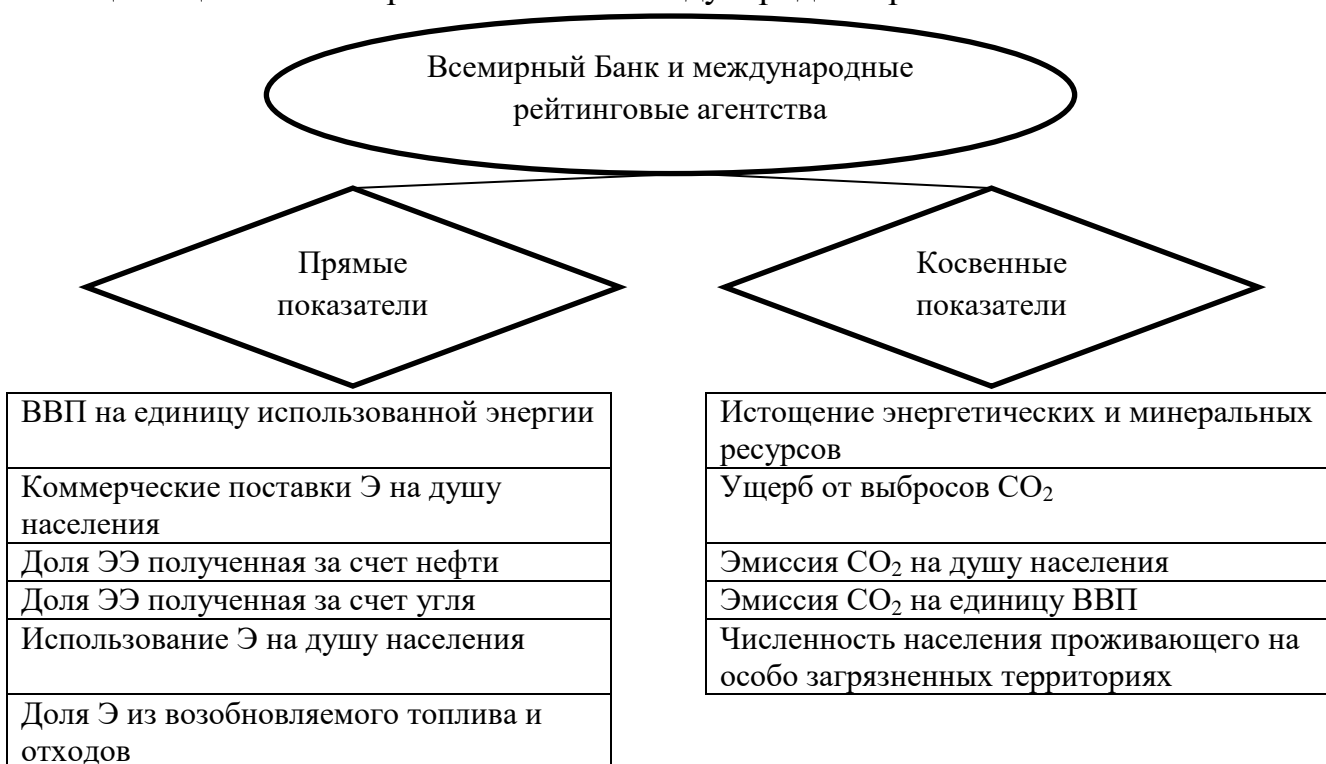 Всемирный Банк и международные
рейтинговые агентства
Прямые
показатели
Косвенные
показатели
ВВП на единицу использованной энергии
Коммерческие поставки Э на душу
населения
Доля ЭЭ полученная за счет нефти
Доля ЭЭ полученная за счет угля
Использование Э на душу населения
Доля Э из возобновляемого топлива и
отходов
Истощение энергетических и минеральных
ресурсов
Ущерб от выбросов CO₂
Эмиссия CO₂ на душу населения
Эмиссия CO₂ на единицу ВВП
Численность населения проживающего на
особо загрязненных территориях